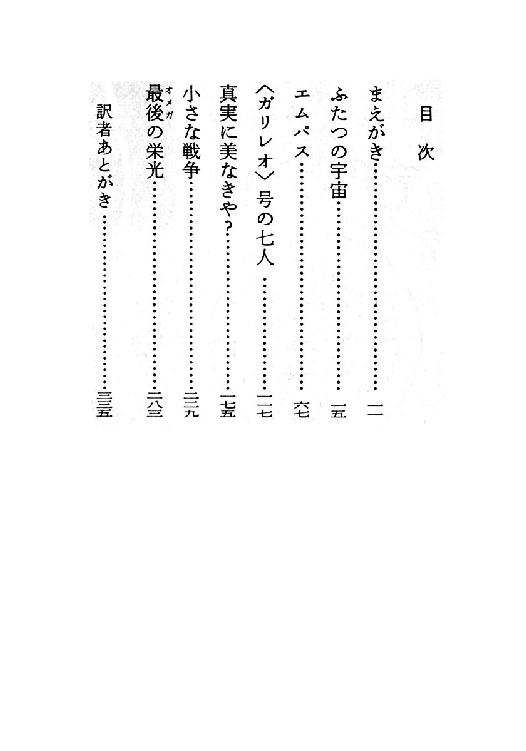 目次
まえがき……………………一一
ふたつの宇宙……………………一五
エムパス……………………六七
〈ガリレオ〉号の七人……………………一一七
真実に美なきや？……………………一七五
小さな戦争……………………二二九
最後の栄光……………………二八三
オメガ
訳者あとがき……………………三三五